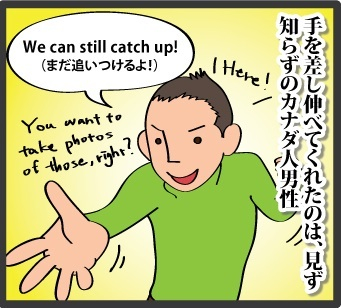 手を差し伸べてくれたのは、見ず
知らずのカナダ人男性
We can still catch up!
(まだ追いつけるよ!)
Here!
You want to
take photos
of those, right?